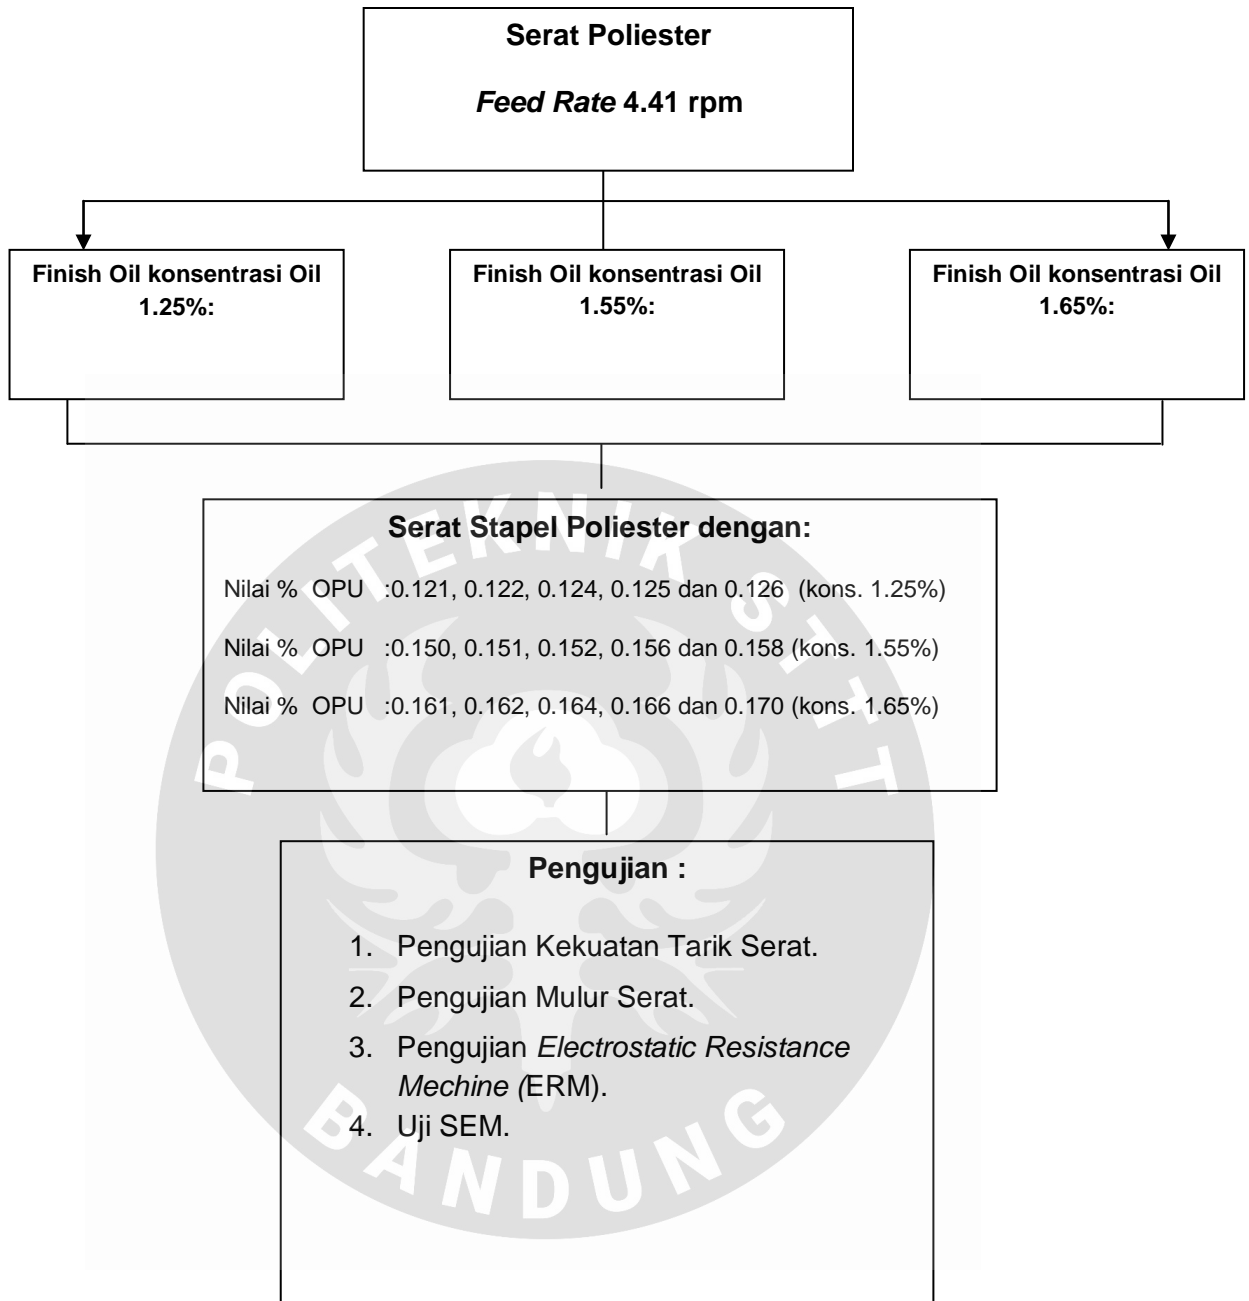 Serat Poliester
Feed Rate 4.41 rpm
Finish Oil konsentrasi Oil
1.25%:
Finish Oil konsentrasi Oil
1.55%:
Finish Oil konsentrasi Oil
1.65%:
Serat Stapel Poliester dengan:
Nilai % OPU :0.121, 0.122, 0.124, 0.125 dan 0.126 (kons. 1.25%)
Nilai % OPU :0.150, 0.151, 0.152, 0.156 dan 0.158 (kons. 1.55%)
Nilai % OPU :0.161, 0.162, 0.164, 0.166 dan 0.170 (kons. 1.65%)
Pengujian :
1. Pengujian Kekuatan Tarik Serat.
2. Pengujian Mulur Serat.
3. Pengujian Electrostatic Resistance
Mechine (ERM).
4. Uji SEM.
POLITEKNIK STTT
BANDUNG